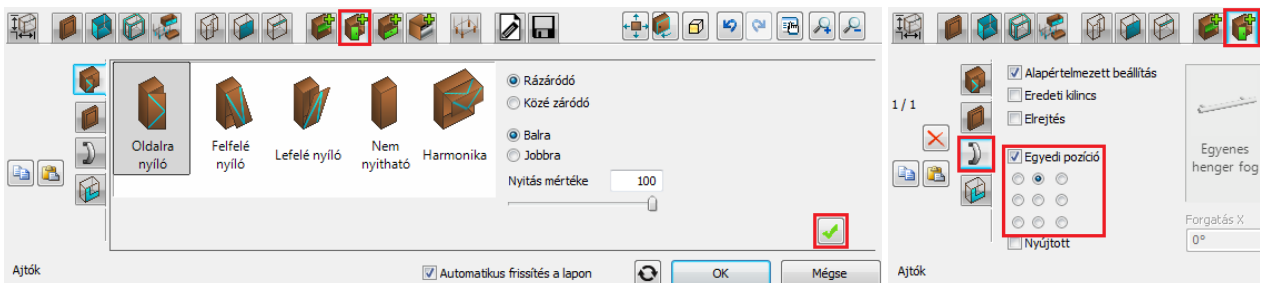 Oldalra
nyíló
Felfelé
nyíló
Lefelé nyíló
Nem
nyitható
Harmonika
Rázáródó
Közé záródó
Balra
Jobbra
Nyitás mértéke 100
Ajtók
Automatikus frissítés a lapon
OK
Mégse
1 / 1
Alapértelmezett beállítás
Eredeti kilincs
Elrejtés
Egyedi pozíció
Nyújtott
Egyenes
henger fog
Forgatás X
0°
Ajtók